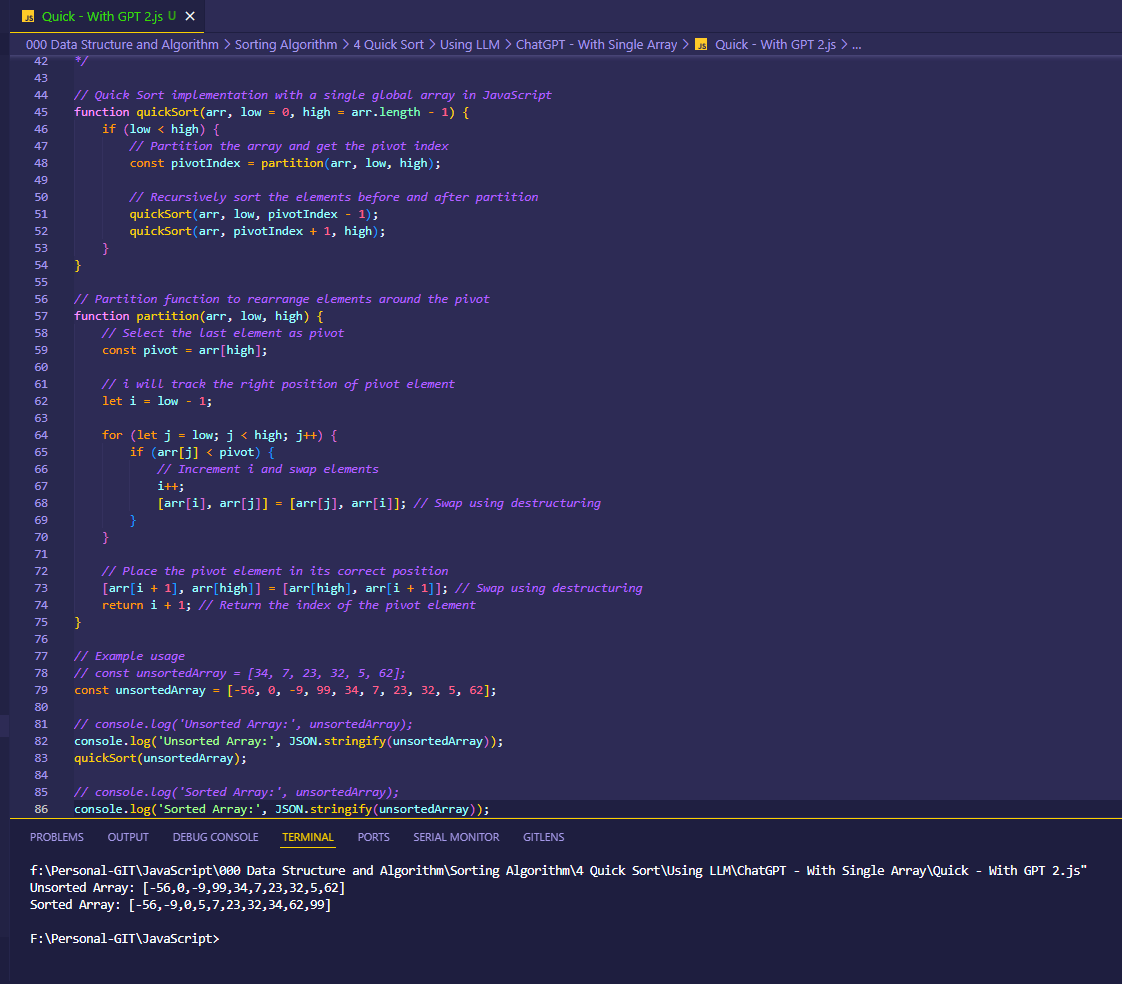 JS Quick - With GPT 2.js U ✕
000 Data Structure and Algorithm > Sorting Algorithm > 4 Quick Sort > Using LLM > ChatGPT - With Single Array > JS Quick - With GPT 2.js > ...
42 */
43
44 // Quick Sort implementation with a single global array in JavaScript
45 function quickSort(arr, low = 0, high = arr.length - 1) {
46     if (low < high) {
47         // Partition the array and get the pivot index
48         const pivotIndex = partition(arr, low, high);
49
50         // Recursively sort the elements before and after partition
51         quickSort(arr, low, pivotIndex - 1);
52         quickSort(arr, pivotIndex + 1, high);
53     }
54 }
55
56 // Partition function to rearrange elements around the pivot
57 function partition(arr, low, high) {
58     // Select the last element as pivot
59     const pivot = arr[high];
60
61     // i will track the right position of pivot element
62     let i = low - 1;
63
64     for (let j = low; j < high; j++) {
65         if (arr[j] < pivot) {
66             // Increment i and swap elements
67             i++;
68             [arr[i], arr[j]] = [arr[j], arr[i]]; // Swap using destructuring
69         }
70     }
71
72     // Place the pivot element in its correct position
73     [arr[i + 1], arr[high]] = [arr[high], arr[i + 1]]; // Swap using destructuring
74     return i + 1; // Return the index of the pivot element
75 }
76
77 // Example usage
78 // const unsortedArray = [34, 7, 23, 32, 5, 62];
79 const unsortedArray = [-56, 0, -9, 99, 34, 7, 23, 32, 5, 62];
80
81 // console.log('Unsorted Array:', unsortedArray);
82 console.log('Unsorted Array:', JSON.stringify(unsortedArray));
83 quickSort(unsortedArray);
84
85 // console.log('Sorted Array:', unsortedArray);
86 console.log('Sorted Array:', JSON.stringify(unsortedArray));
PROBLEMS OUTPUT DEBUG CONSOLE TERMINAL PORTS SERIAL MONITOR GITLENS
f:\Personal-GIT\JavaScript\000 Data Structure and Algorithm\Sorting Algorithm\4 Quick Sort\Using LLM\ChatGPT - With Single Array\Quick - With GPT 2.js"
Unsorted Array: [-56,0,-9,99,34,7,23,32,5,62]
Sorted Array: [-56,-9,0,5,7,23,32,34,62,99]
F:\Personal-GIT\JavaScript>